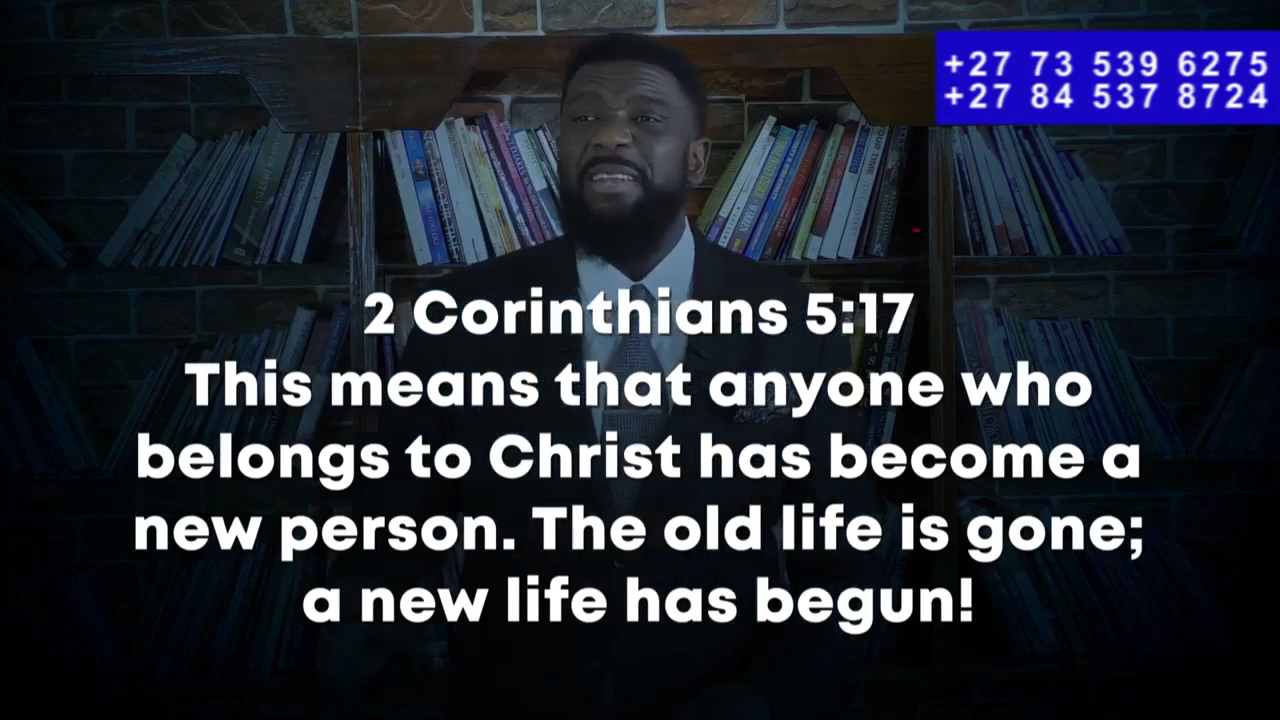 +27 73 539 6275
+27 84 537 8724
2 Corinthians 5:17
This means that anyone who
belongs to Christ has become a
new person. The old life is gone;
a new life has begun!